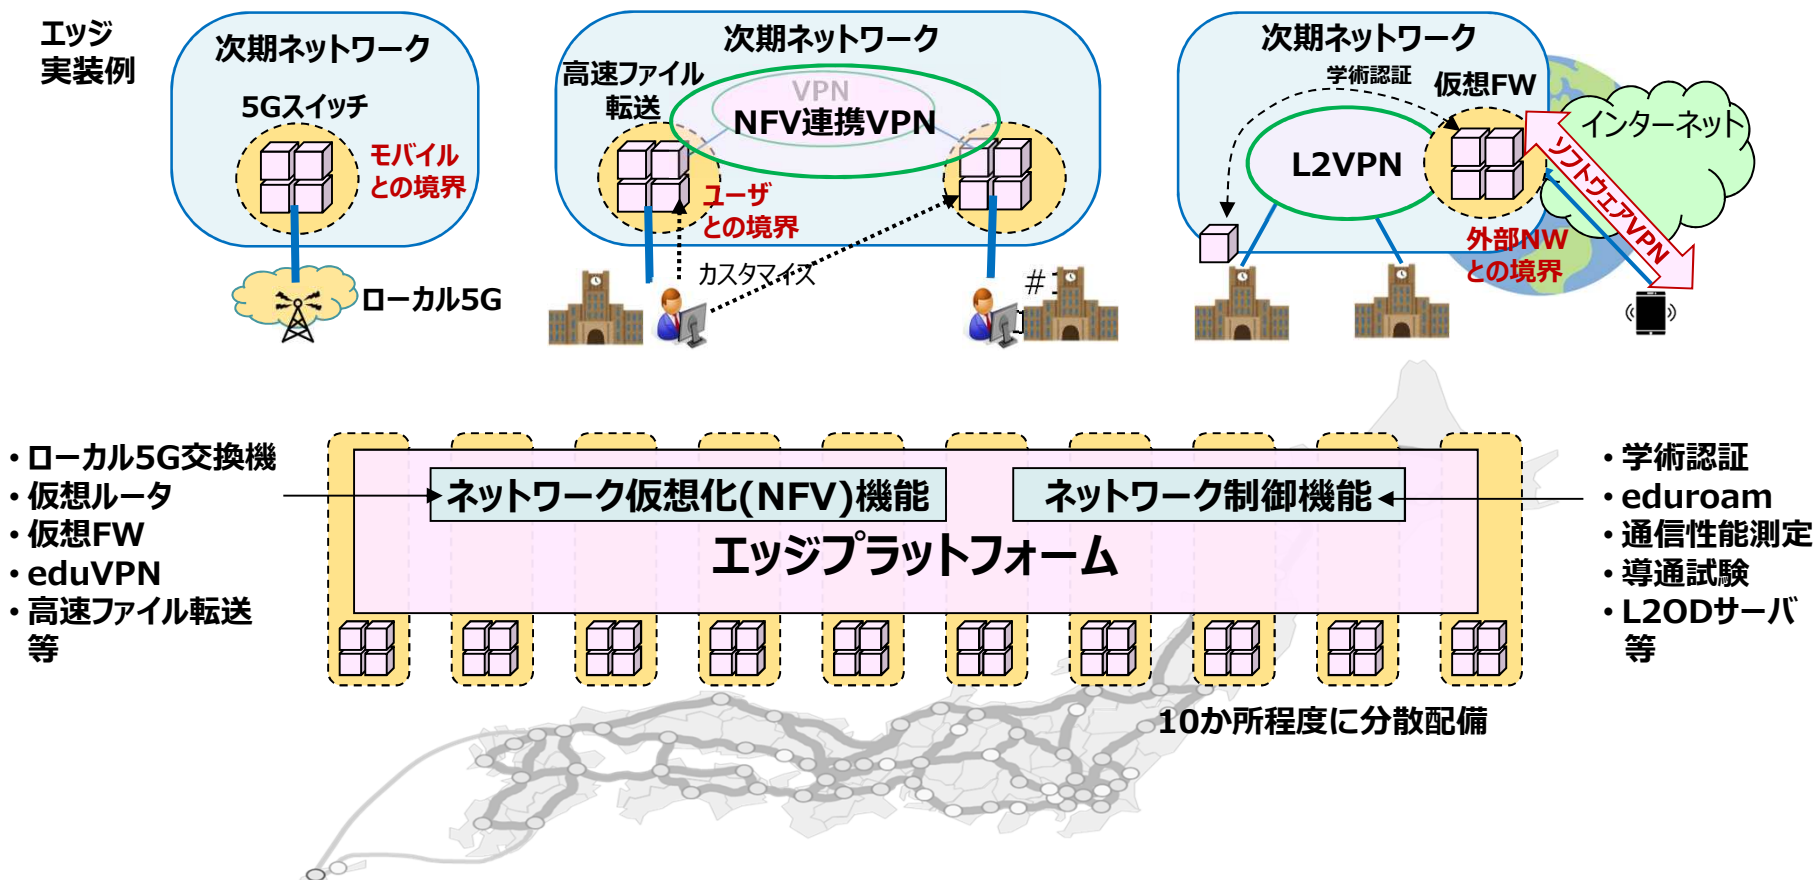 エッジ
実装例
次期ネットワーク
5Gスイッチ
モバイル
との境界
ローカル5G
次期ネットワーク
高速ファイル
転送
VPN
NFV連携VPN
ユーザ
との境界
カスタマイズ
次期ネットワーク
学術認証
仮想FW
L2VPN
インターネット
ソフトウェアVPN
外部NW
との境界
・ローカル5G交換機
・仮想ルータ
・仮想FW
・eduVPN
・高速ファイル転送
等
ネットワーク仮想化(NFV)機能
ネットワーク制御機能
エッジプラットフォーム
・学術認証
・eduroam
・通信性能測定
・導通試験
・L2ODサーバ
等
10か所程度に分散配備